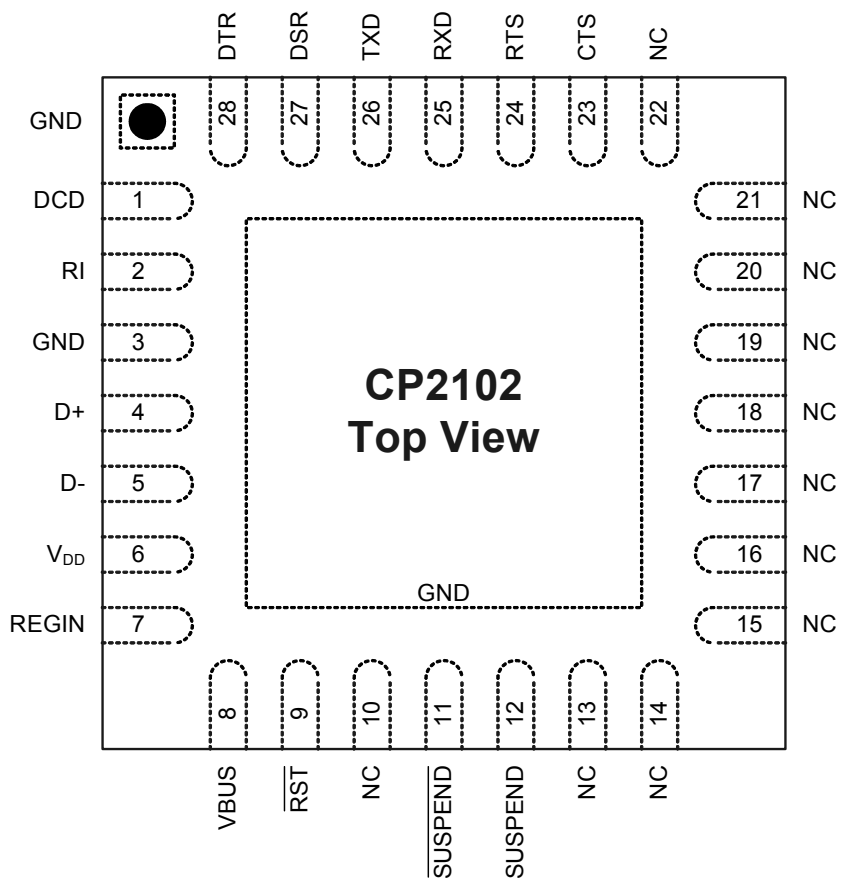 DTR
DSR
TXD
RXD
RTS
CTS
NC
28
27
26
25
24
23
22
GND
DCD 1
RI 2
GND 3
D+ 4
D- 5
VDD 6
REGIN 7
21 NC
20 NC
19 NC
18 NC
17 NC
16 NC
15 NC
CP2102
Top View
GND
8
9
10
11
12
13
14
VBUS
RST
NC
SUSPEND
SUSPEND
NC
NC